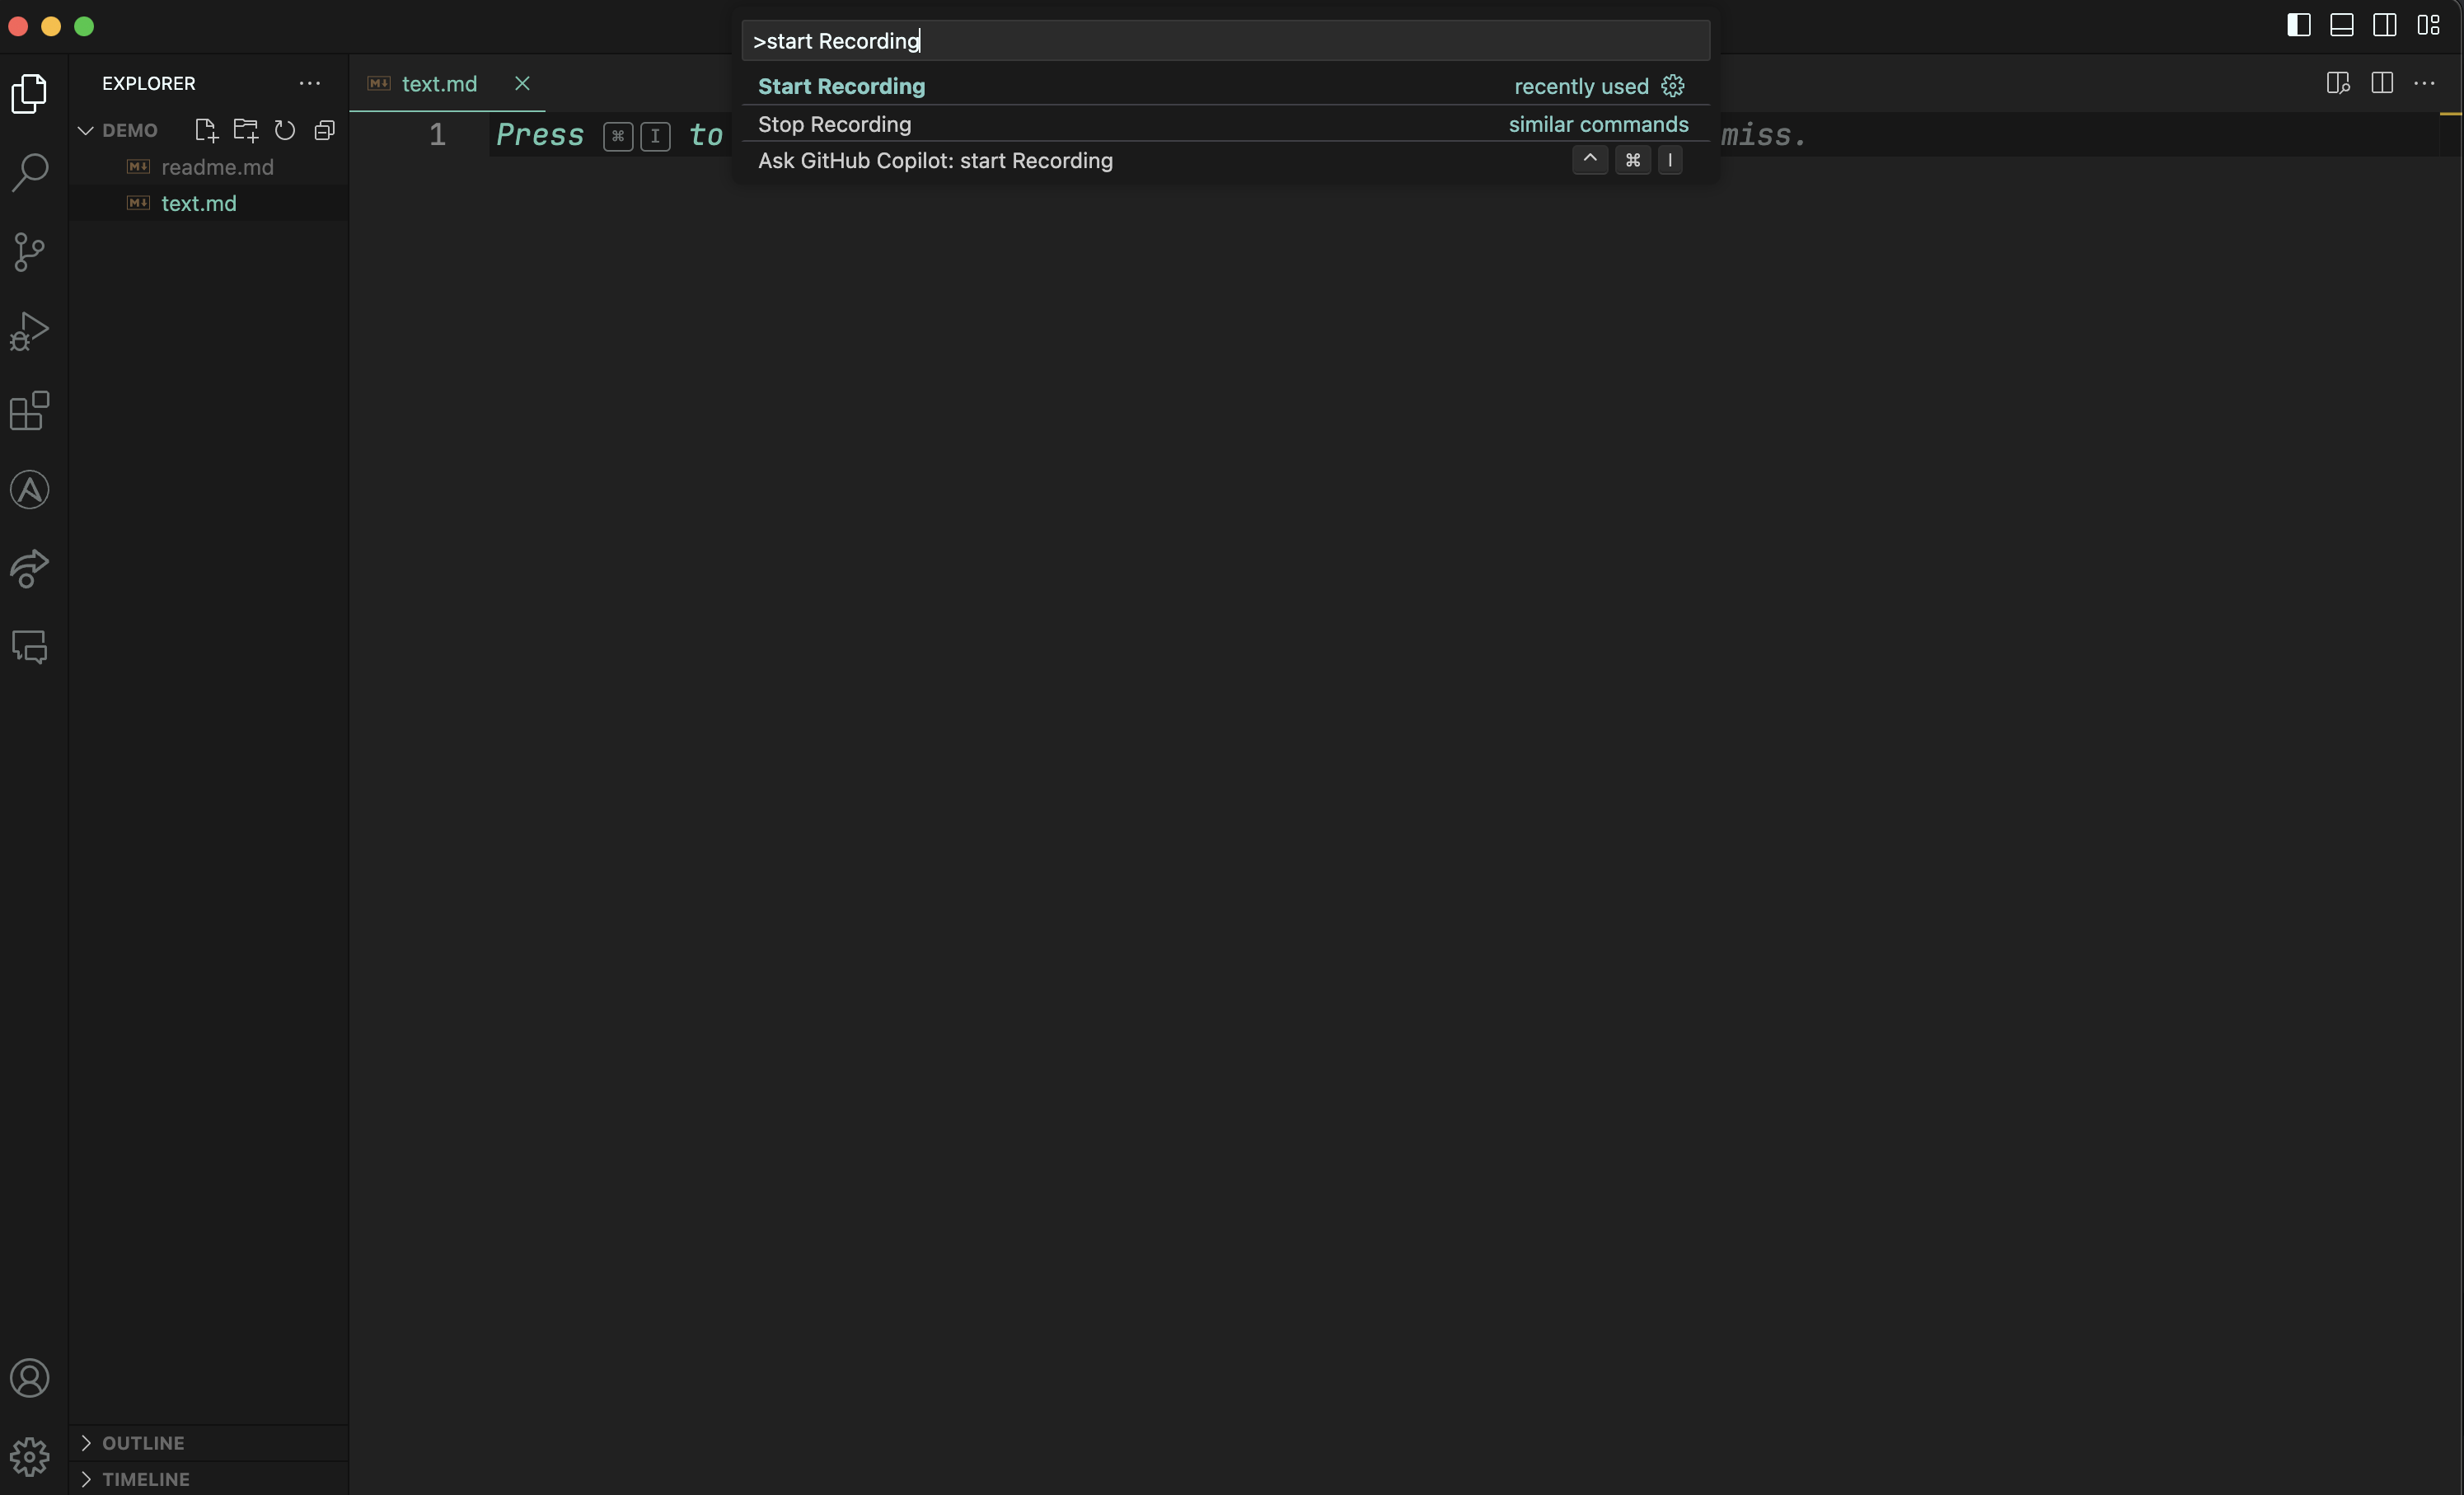 >start Recording
Start Recording recently used
Stop Recording similar commands
Ask GitHub Copilot: start Recording ^ ⌘ I
EXPLORER
text.md
DEMO
1 Press ⌘ I to miss.
readme.md
text.md
OUTLINE
TIMELINE